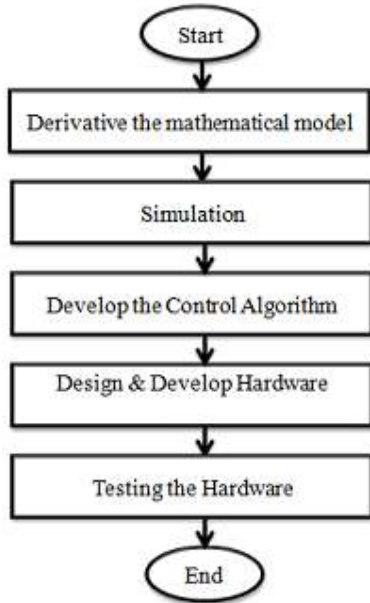 Start
Derivative the mathematical model
Simulation
Develop the Control Algorithm
Design & Develop Hardware
Testing the Hardware
End